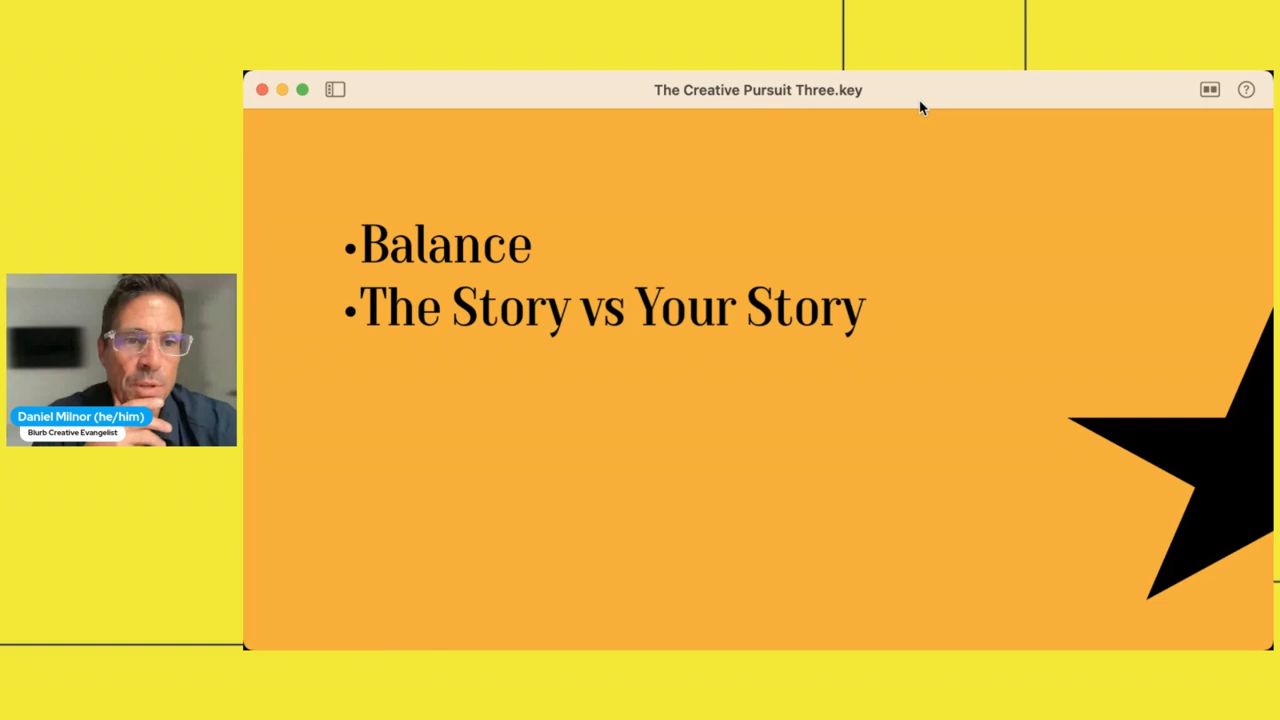 The Creative Pursuit Three.key
•Balance
•The Story vs Your Story
Daniel Milnor (he/him)
Blurb Creative Evangelist